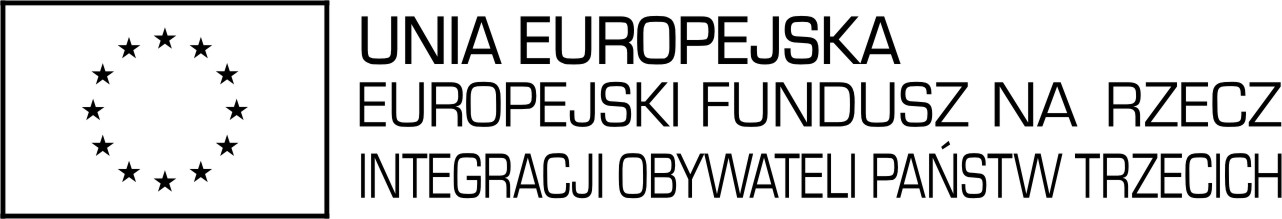 UNIA EUROPEJSKA
EUROPEJSKI FUNDUSZ NA RZECZ
INTEGRACJI OBYWATELI PAŃSTW TRZECICH